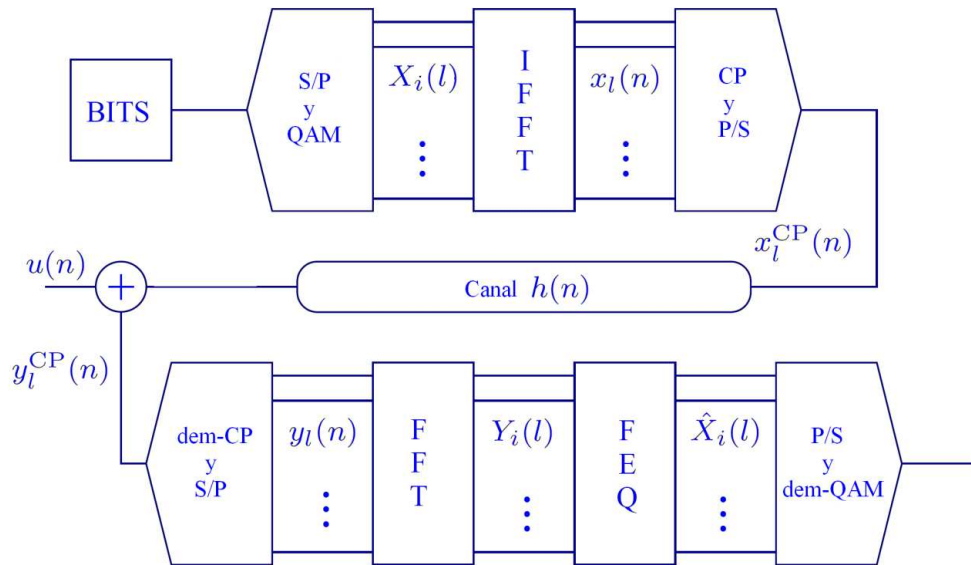 BITS
S/P
y
QAM
X_i(l)
⋮
I
F
F
T
x_l(n)
⋮
CP
y
P/S
x_l^{CP}(n)
u(n)
+
Canal h(n)
y_l^{CP}(n)
dem-CP
y
S/P
y_l(n)
⋮
F
F
T
Y_i(l)
⋮
F
E
Q
X̂_i(l)
⋮
P/S
y
dem-QAM